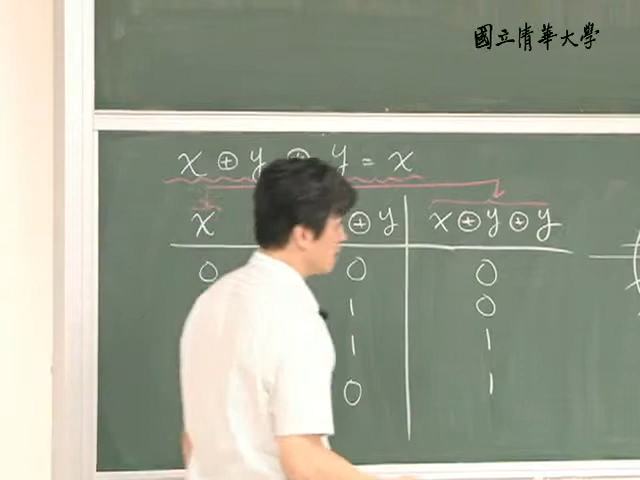 國立清華大學
x ⊕ y ⊕ y = x
x ⊕ y x ⊕ y ⊕ y
0 0 0
1 0
1 1
0 1